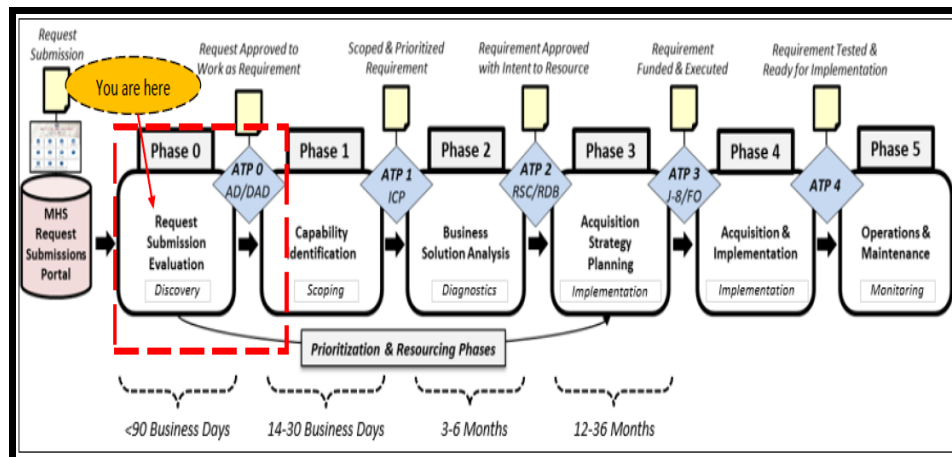 Request
Submission
You are here
Request Approved to
Work as Requirement
Scoped & Prioritized
Requirement
Requirement Approved
with Intent to Resource
Requirement
Funded & Executed
Requirement Tested &
Ready for Implementation
Phase 0
Phase 1
Phase 2
Phase 3
Phase 4
Phase 5
ATP 0
AD/DAD
ATP 1
ICP
ATP 2
RSC/RDB
ATP 3
J-8/FO
ATP 4
MHS
Request
Submissions
Portal
Request
Submission
Evaluation
Discovery
Capability
dentification
Scoping
Business
Solution Analysis
Diagnostics
Acquisition
Strategy
Planning
Implementation
Acquisition &
Implementation
Implementation
Operations &
Maintenance
Monitoring
Prioritization & Resourcing Phases
<90 Business Days
14-30 Business Days
3-6 Months
12-36 Months